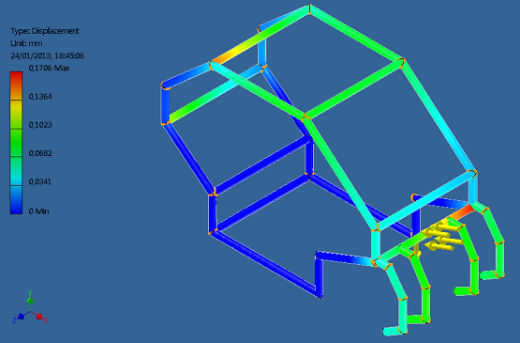 Type: Displacement
Unit: mm
24/01/2013, 18:45:06
0,1706 Max
0,1364
0,1023
0,0682
0,0341
0 Min
Y
Z
X